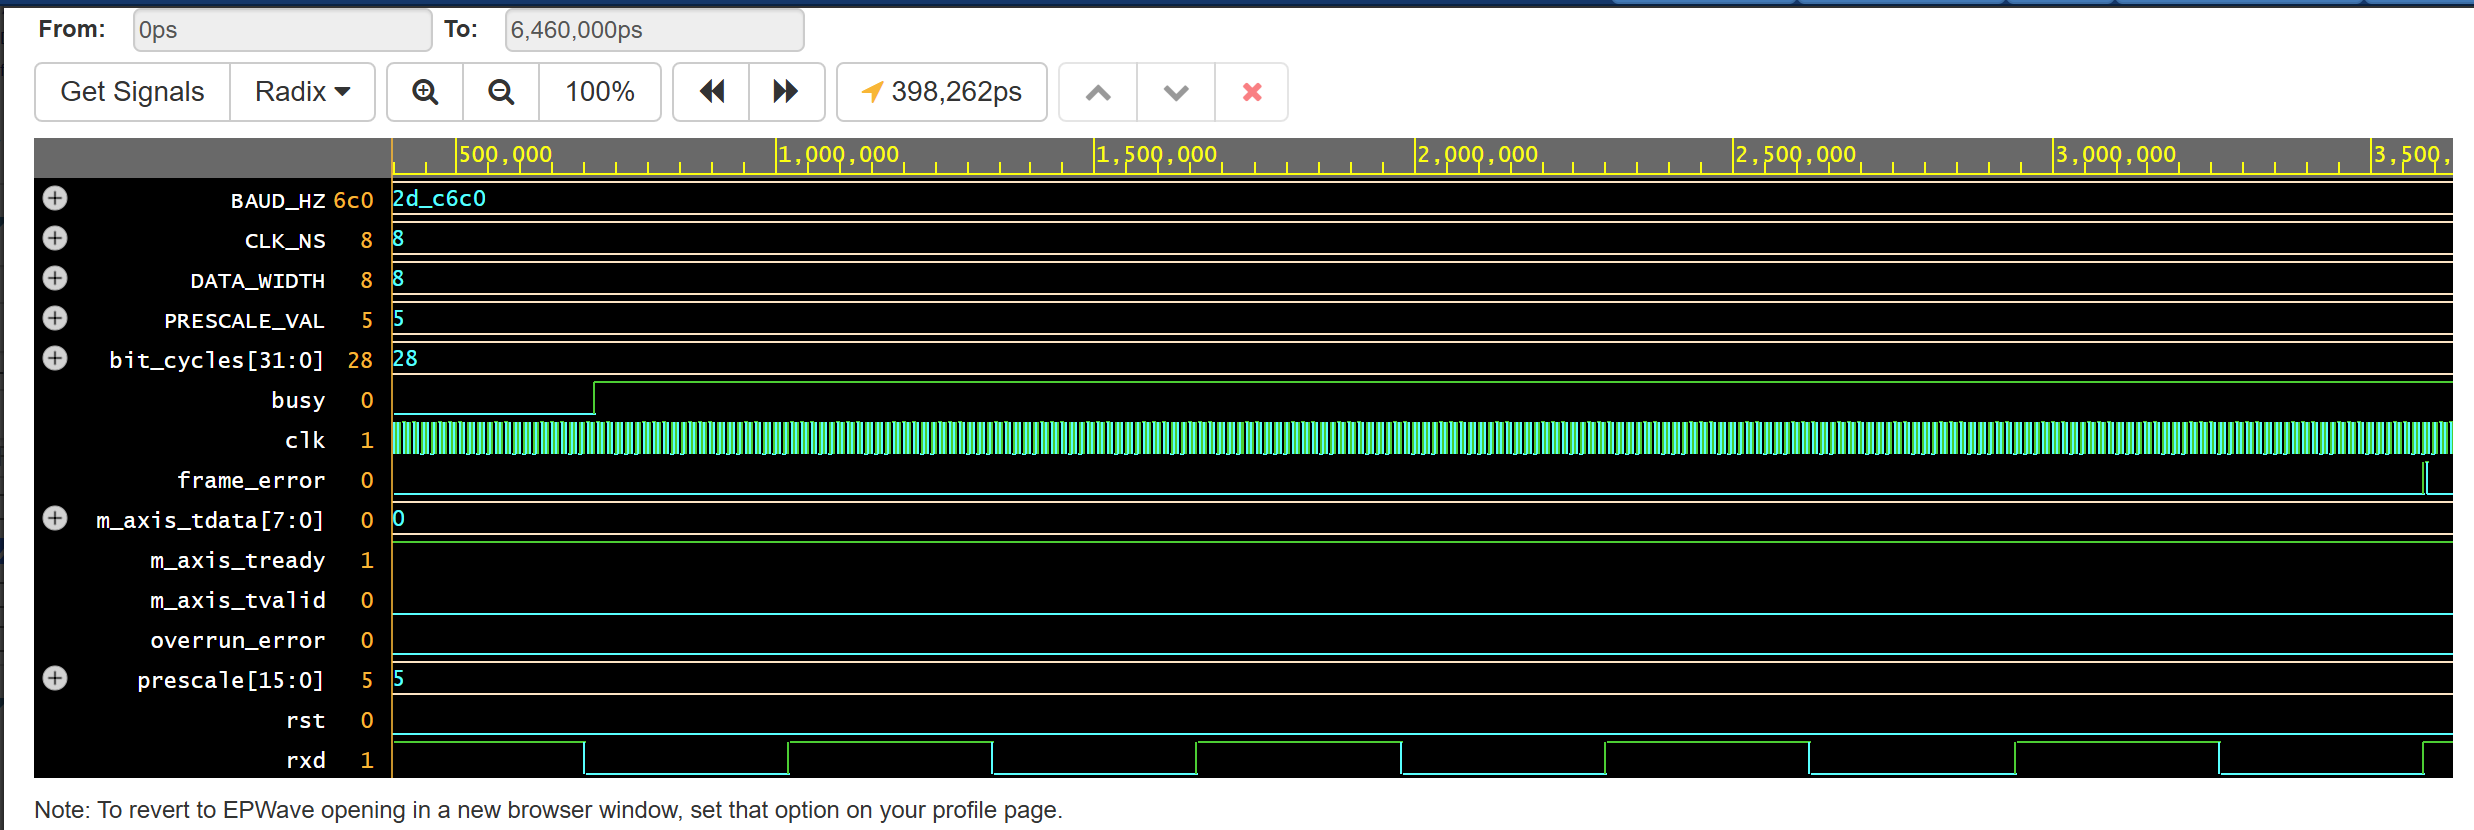 From: 0ps To: 6,460,000ps
Get Signals Radix 100% 398,262ps
500,000 1,000,000 1,500,000 2,000,000 2,500,000 3,000,000 3,500,
BAUD_HZ 6c0 2d_c6c0
CLK_NS 8 8
DATA_WIDTH 8 8
PRESCALE_VAL 5 5
bit_cycles[31:0] 28 28
busy 0
clk 1
frame_error 0
m_axis_tdata[7:0] 0 0
m_axis_tready 1
m_axis_tvalid 0
overrun_error 0
prescale[15:0] 5 5
rst 0
rxd 1
Note: To revert to EPWave opening in a new browser window, set that option on your profile page.